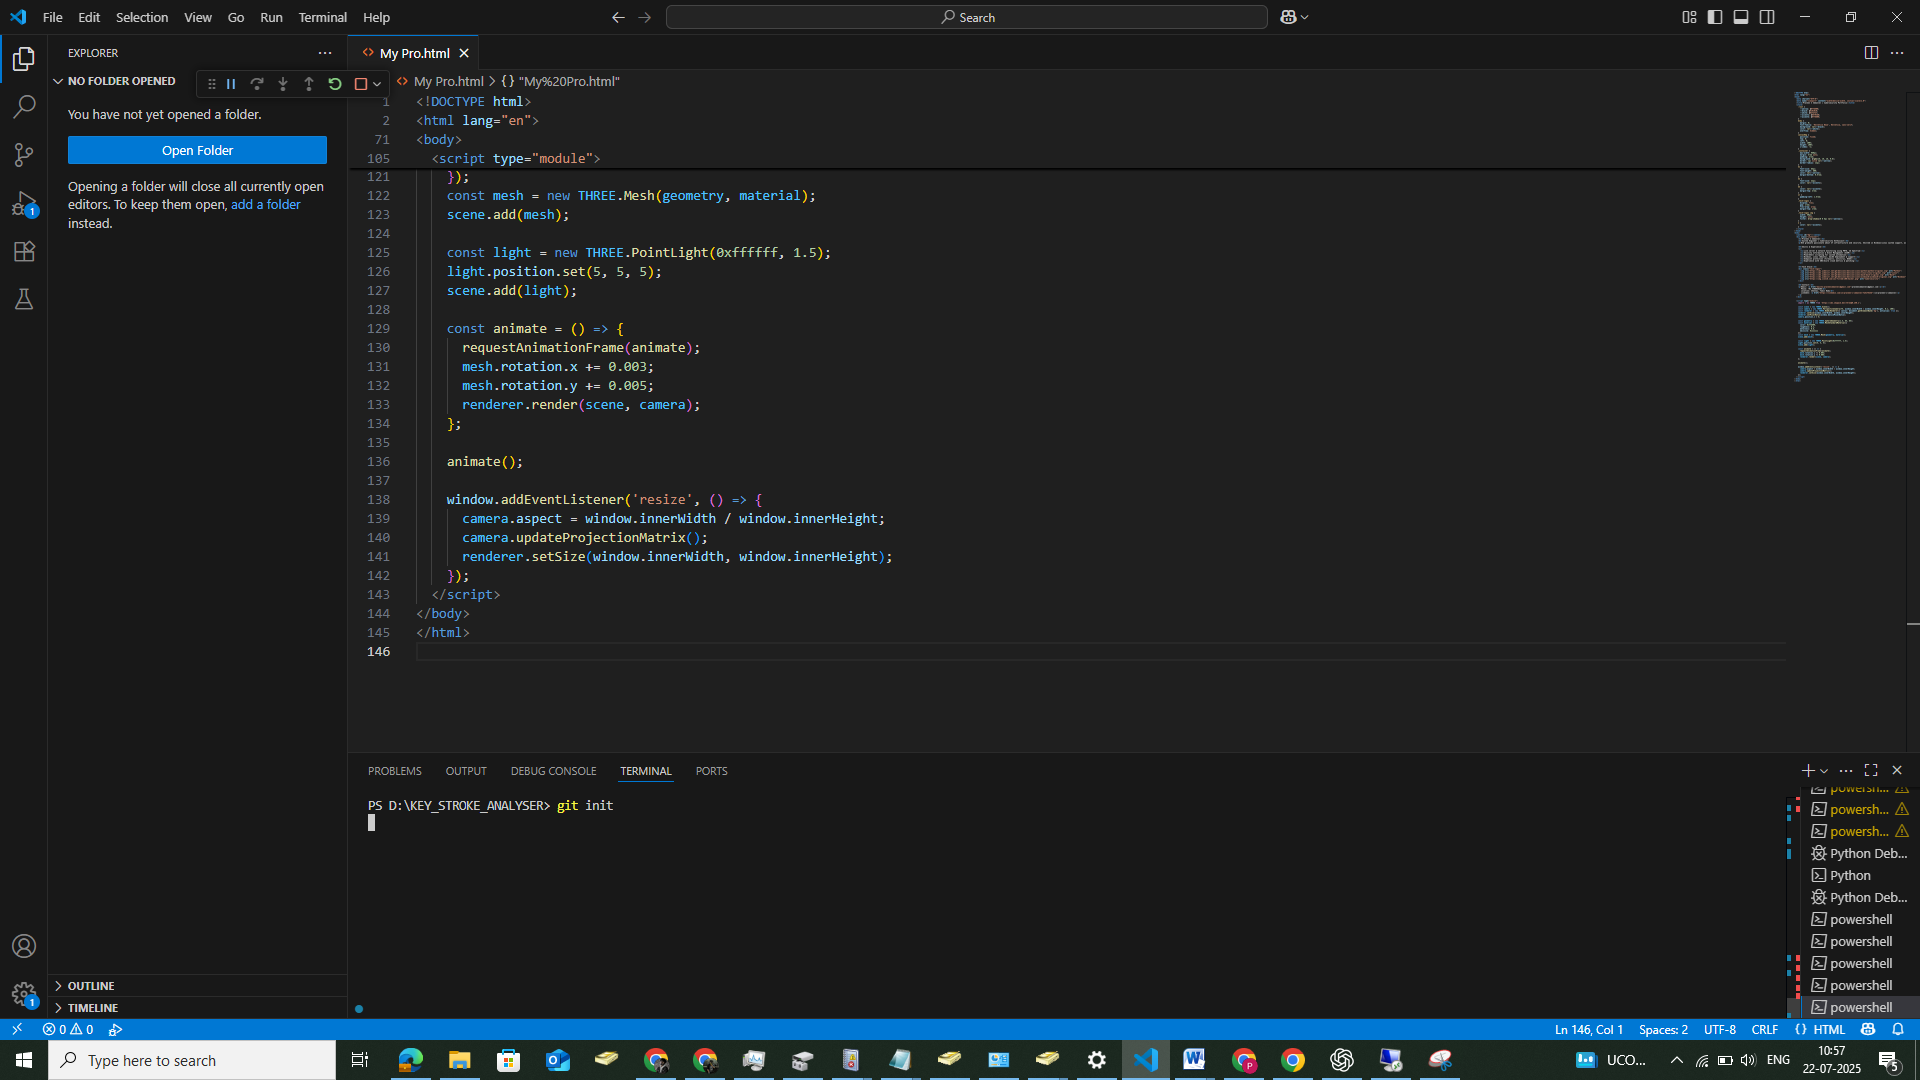 File Edit Selection View Go Run Terminal Help
Search
EXPLORER
NO FOLDER OPENED
You have not yet opened a folder.
Open Folder
Opening a folder will close all currently open
editors. To keep them open, add a folder
instead.
OUTLINE
TIMELINE
My Pro.html
My Pro.html > {} "My%20Pro.html"
1 <!DOCTYPE html>
2 <html lang="en">
71 <body>
105 <script type="module">
121 });
122 const mesh = new THREE.Mesh(geometry, material);
123 scene.add(mesh);
124
125 const light = new THREE.PointLight(0xffffff, 1.5);
126 light.position.set(5, 5, 5);
127 scene.add(light);
128
129 const animate = () => {
130 requestAnimationFrame(animate);
131 mesh.rotation.x += 0.003;
132 mesh.rotation.y += 0.005;
133 renderer.render(scene, camera);
134 };
135
136 animate();
137
138 window.addEventListener('resize', () => {
139 camera.aspect = window.innerWidth / window.innerHeight;
140 camera.updateProjectionMatrix();
141 renderer.setSize(window.innerWidth, window.innerHeight);
142 });
143 </script>
144 </body>
145 </html>
146
PROBLEMS OUTPUT DEBUG CONSOLE TERMINAL PORTS
PS D:\KEY_STROKE_ANALYSER> git init
powersh...
powersh...
powersh...
Python Deb...
Python
Python Deb...
powershell
powershell
powershell
powershell
powershell
1
1
0 0
Ln 146, Col 1 Spaces: 2 UTF-8 CRLF {} HTML
Type here to search
UCO... ENG
10:57
22-07-2025
5